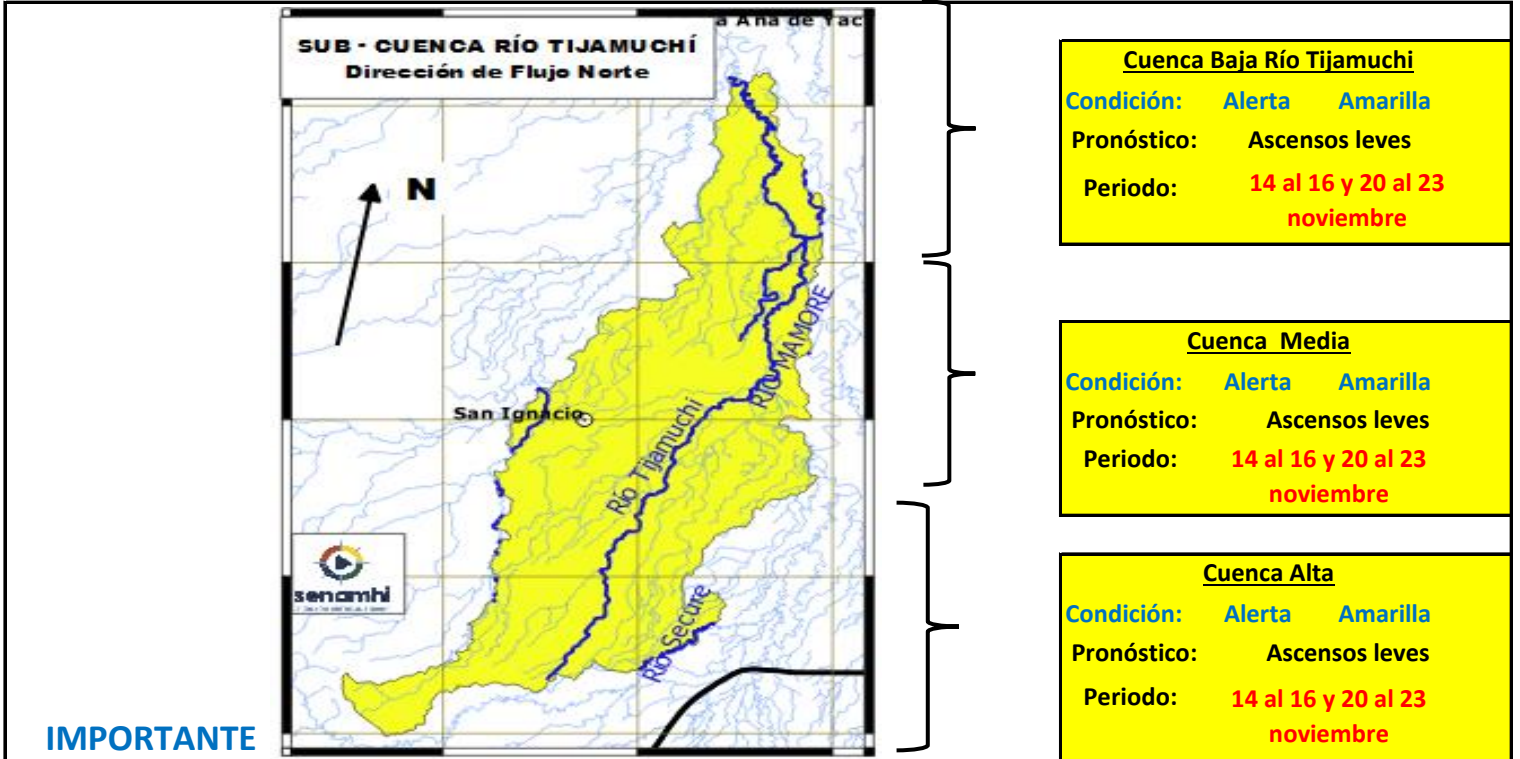 a Ana de Yac
SUB - CUENCA RÍO TIJAMUCHÍ
Dirección de Flujo Norte
N
San Ignacio
Río Tijamuchi
RIO MAMORE
Río Secure
senamhi
IMPORTANTE
Cuenca Baja Río Tijamuchi
Condición: Alerta Amarilla
Pronóstico: Ascensos leves
Periodo: 14 al 16 y 20 al 23
noviembre
Cuenca Media
Condición: Alerta Amarilla
Pronóstico: Ascensos leves
Periodo: 14 al 16 y 20 al 23
noviembre
Cuenca Alta
Condición: Alerta Amarilla
Pronóstico: Ascensos leves
Periodo: 14 al 16 y 20 al 23
noviembre